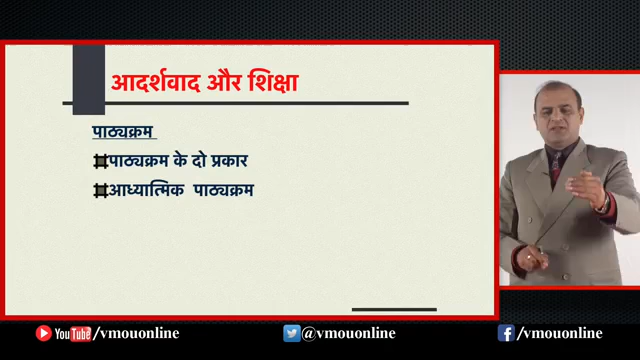 आदर्शवाद और शिक्षा
पाठ्यक्रम
पाठ्यक्रम के दो प्रकार
आध्यात्मिक पाठ्यक्रम
YouTube/vmouonline
@vmouonline
/vmouonline